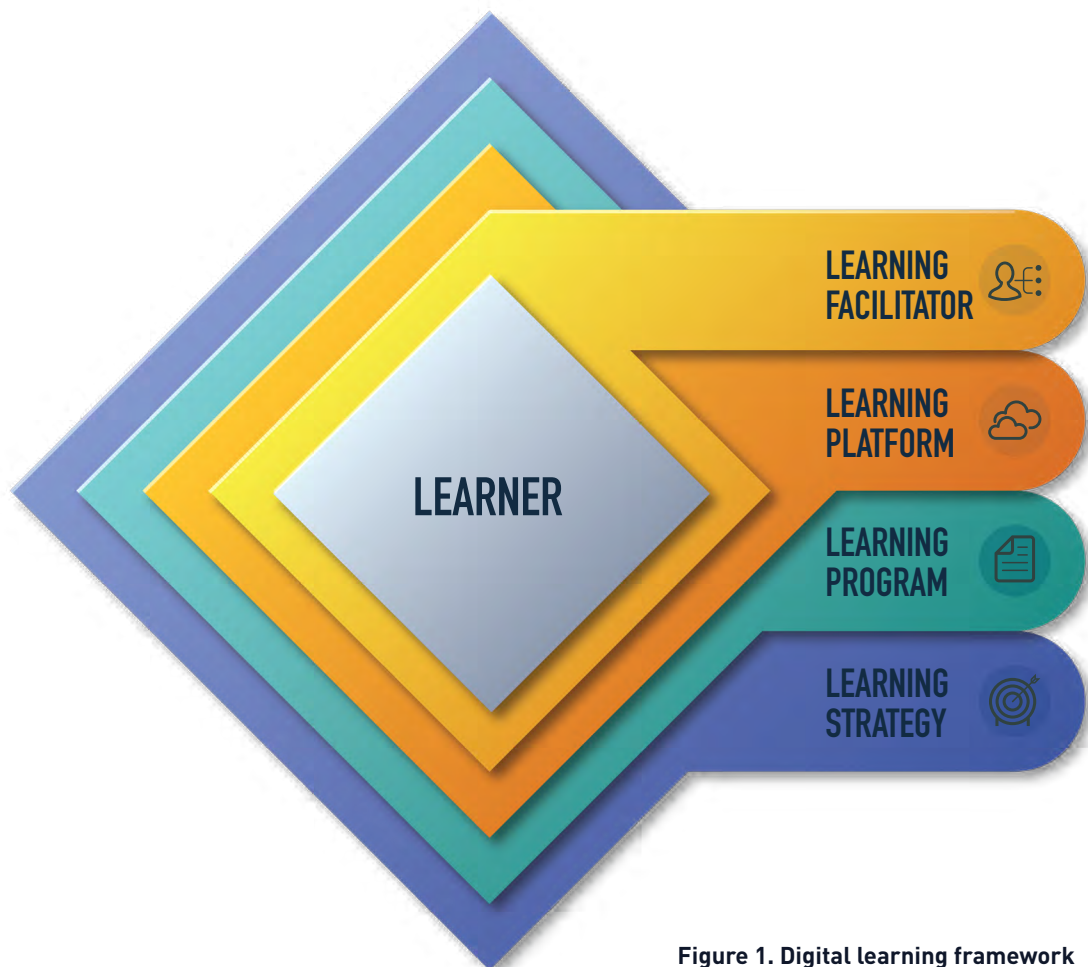 LEARNING
FACILITATOR
LEARNING
PLATFORM
LEARNER
LEARNING
PROGRAM
LEARNING
STRATEGY
Figure 1. Digital learning framework